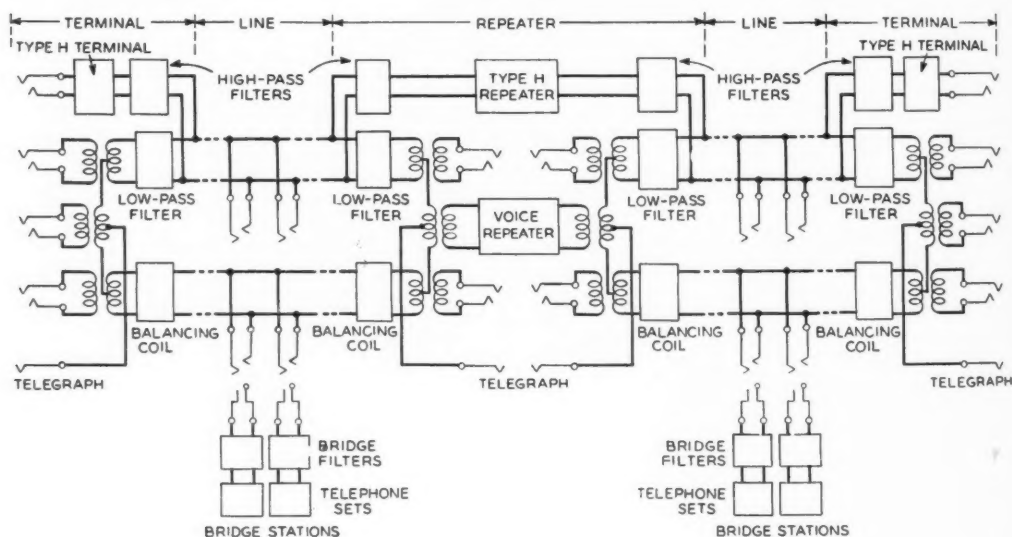 TERMINAL LINE REPEATER LINE TERMINAL
TYPE H TERMINAL
TYPE H TERMINAL
HIGH-PASS
FILTERS
TYPE H
REPEATER
HIGH-PASS
FILTERS
LOW-PASS
FILTER
LOW-PASS
FILTER
VOICE
REPEATER
LOW-PASS
FILTER
LOW-PASS
FILTER
BALANCING
COIL
BALANCING
COIL
BALANCING
COIL
BALANCING
COIL
TELEGRAPH
TELEGRAPH
TELEGRAPH
BRIDGE
FILTERS
TELEPHONE
SETS
BRIDGE STATIONS
BRIDGE
FILTERS
TELEPHONE
SETS
BRIDGE STATIONS